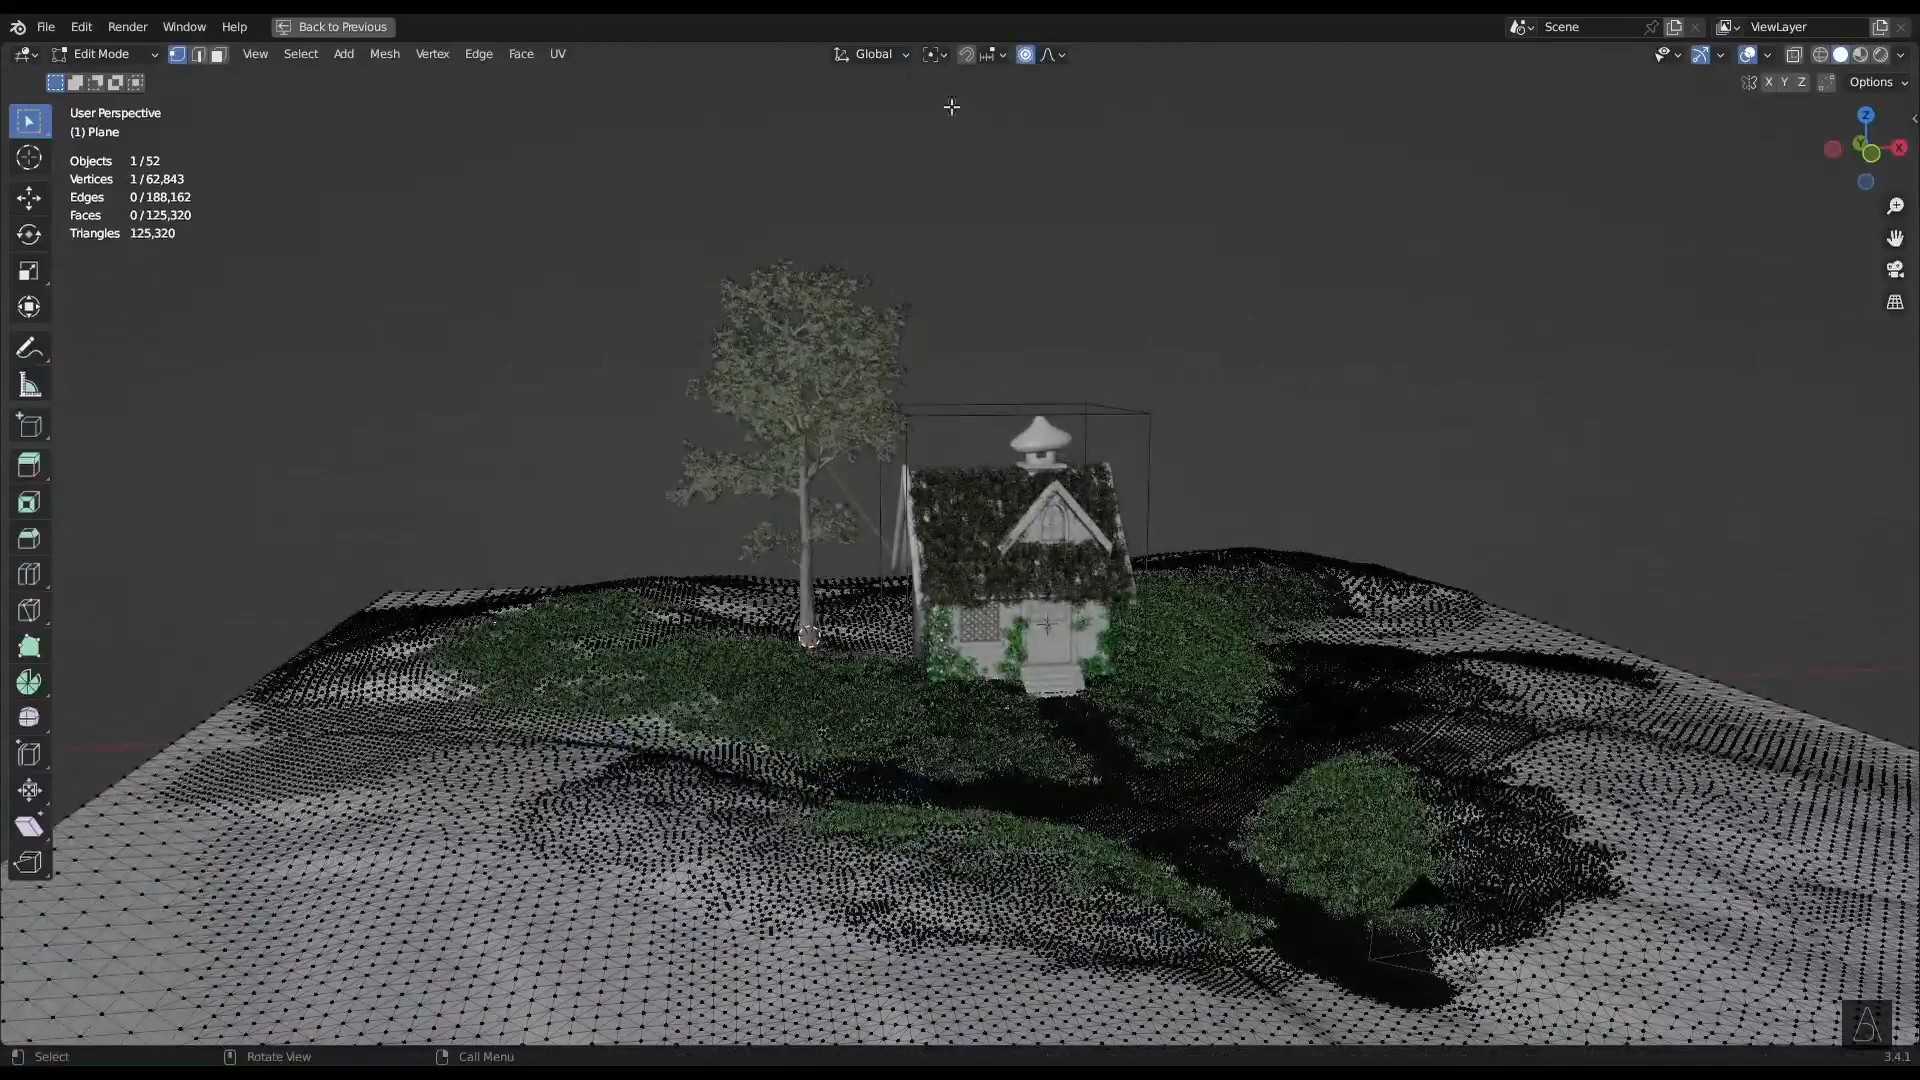 File Edit Render Window Help Back to Previous Scene ViewLayer
Edit Mode View Select Add Mesh Vertex Edge Face UV Global
X Y Z Options
User Perspective
(1) Plane
Objects 1 / 52
Vertices 1 / 62,843
Edges 0 / 188,162
Faces 0 / 125,320
Triangles 125,320
Z
Y
X
Select Rotate View Call Menu 3.4.1